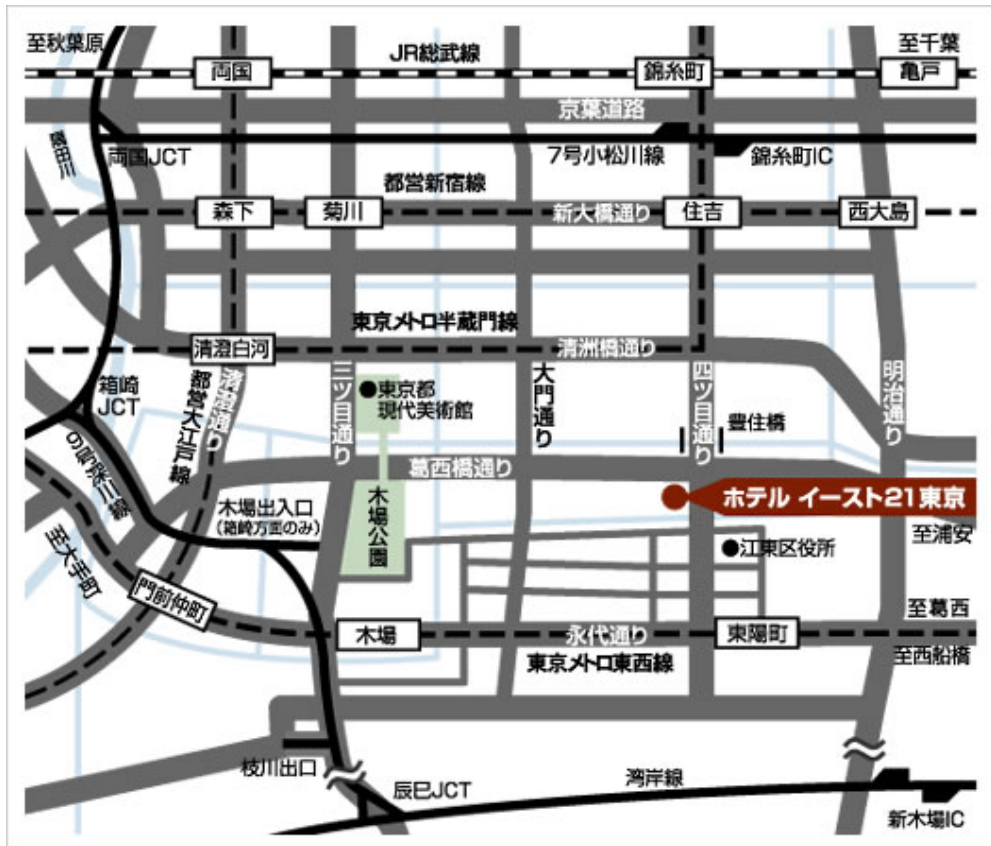 至秋葉原
JR総武線
至千葉
両国
錦糸町
亀戸
京葉道路
隅田川
両国JCT
7号小松川線
錦糸町IC
都営新宿線
森下
菊川
新大橋通り
住吉
西大島
東京メトロ半蔵門線
清澄白河
清洲橋通り
箱崎
JCT
都営大江戸線
清澄通り
三ツ目通り
東京都
現代美術館
大門通り
四ツ目通り
豊住橋
明治通り
葛西橋通り
木場出入口
(箱崎方面のみ)
木場公園
ホテル イースト21東京
至浦安
江東区役所
至大手町
門前仲町
至葛西
木場
永代通り
東陽町
東京メトロ東西線
至西船橋
枝川出口
辰巳JCT
湾岸線
新木場IC